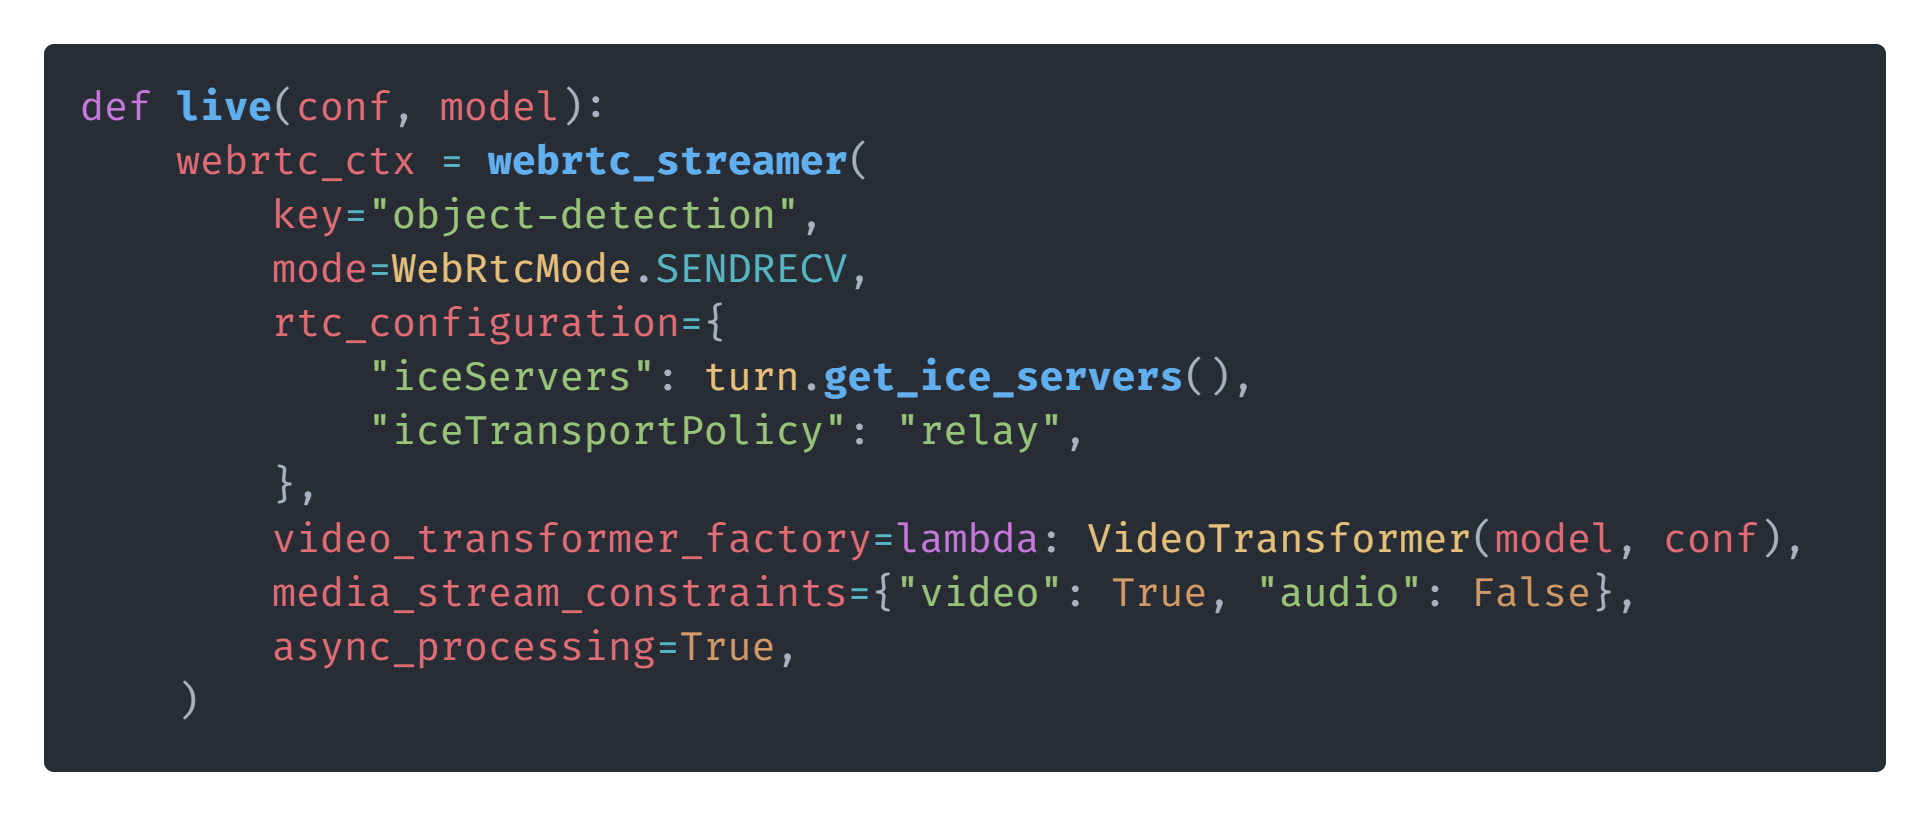 def live(conf, model):
    webrtc_ctx = webrtc_streamer(
        key="object-detection",
        mode=WebRtcMode.SENDRECV,
        rtc_configuration={
            "iceServers": turn.get_ice_servers(),
            "iceTransportPolicy": "relay",
        },
        video_transformer_factory=lambda: VideoTransformer(model, conf),
        media_stream_constraints={"video": True, "audio": False},
        async_processing=True,
    )